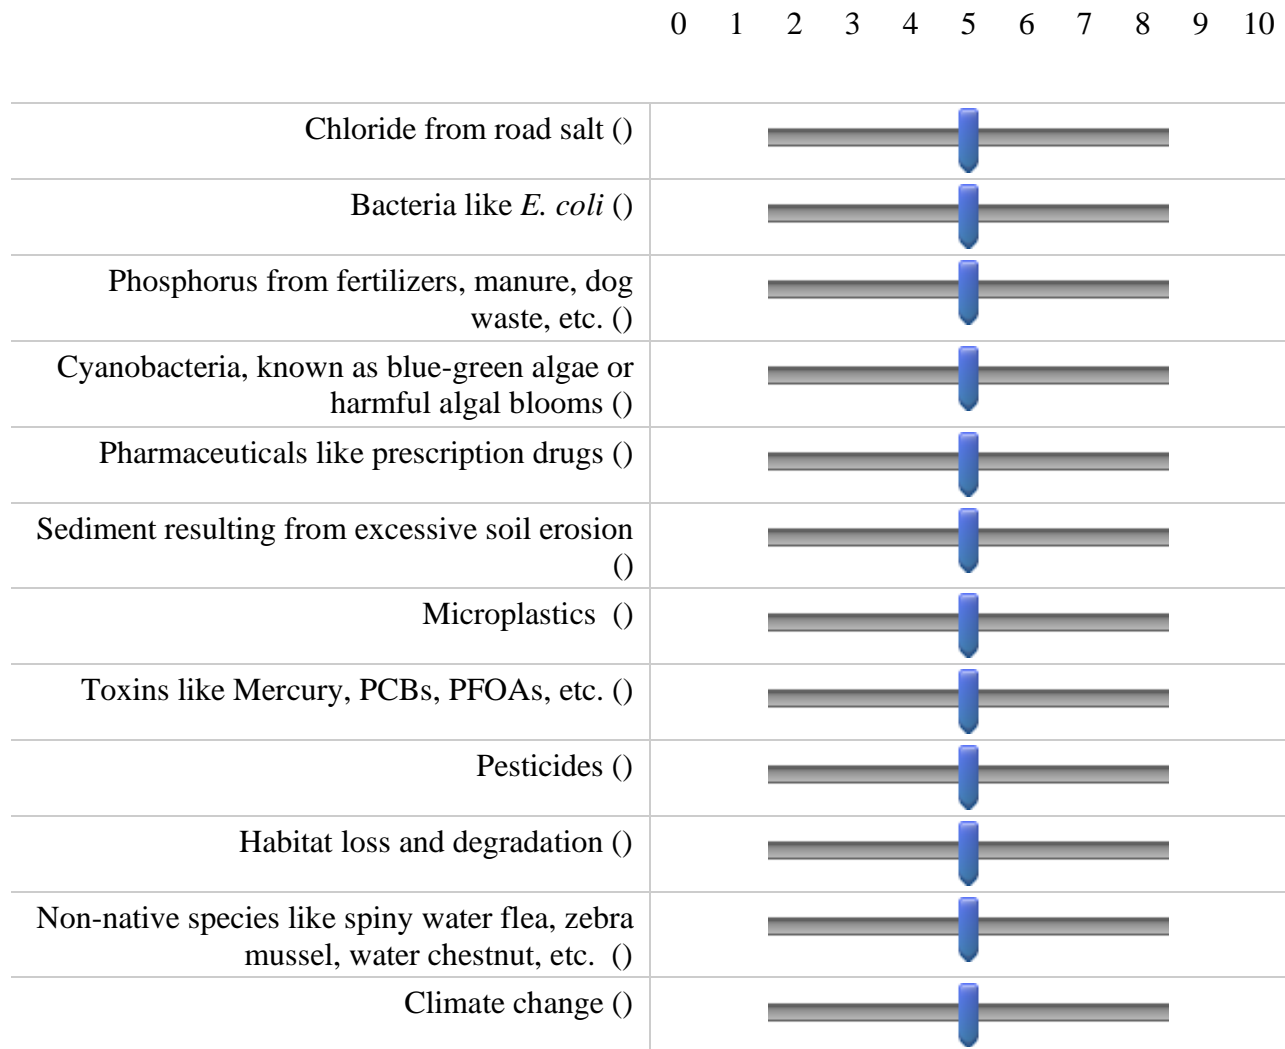 0 1 2 3 4 5 6 7 8 9 10
Chloride from road salt ()
Bacteria like E. coli ()
Phosphorus from fertilizers, manure, dog
waste, etc. ()
Cyanobacteria, known as blue-green algae or
harmful algal blooms ()
Pharmaceuticals like prescription drugs ()
Sediment resulting from excessive soil erosion
()
Microplastics ()
Toxins like Mercury, PCBs, PFOAs, etc. ()
Pesticides ()
Habitat loss and degradation ()
Non-native species like spiny water flea, zebra
mussel, water chestnut, etc. ()
Climate change ()